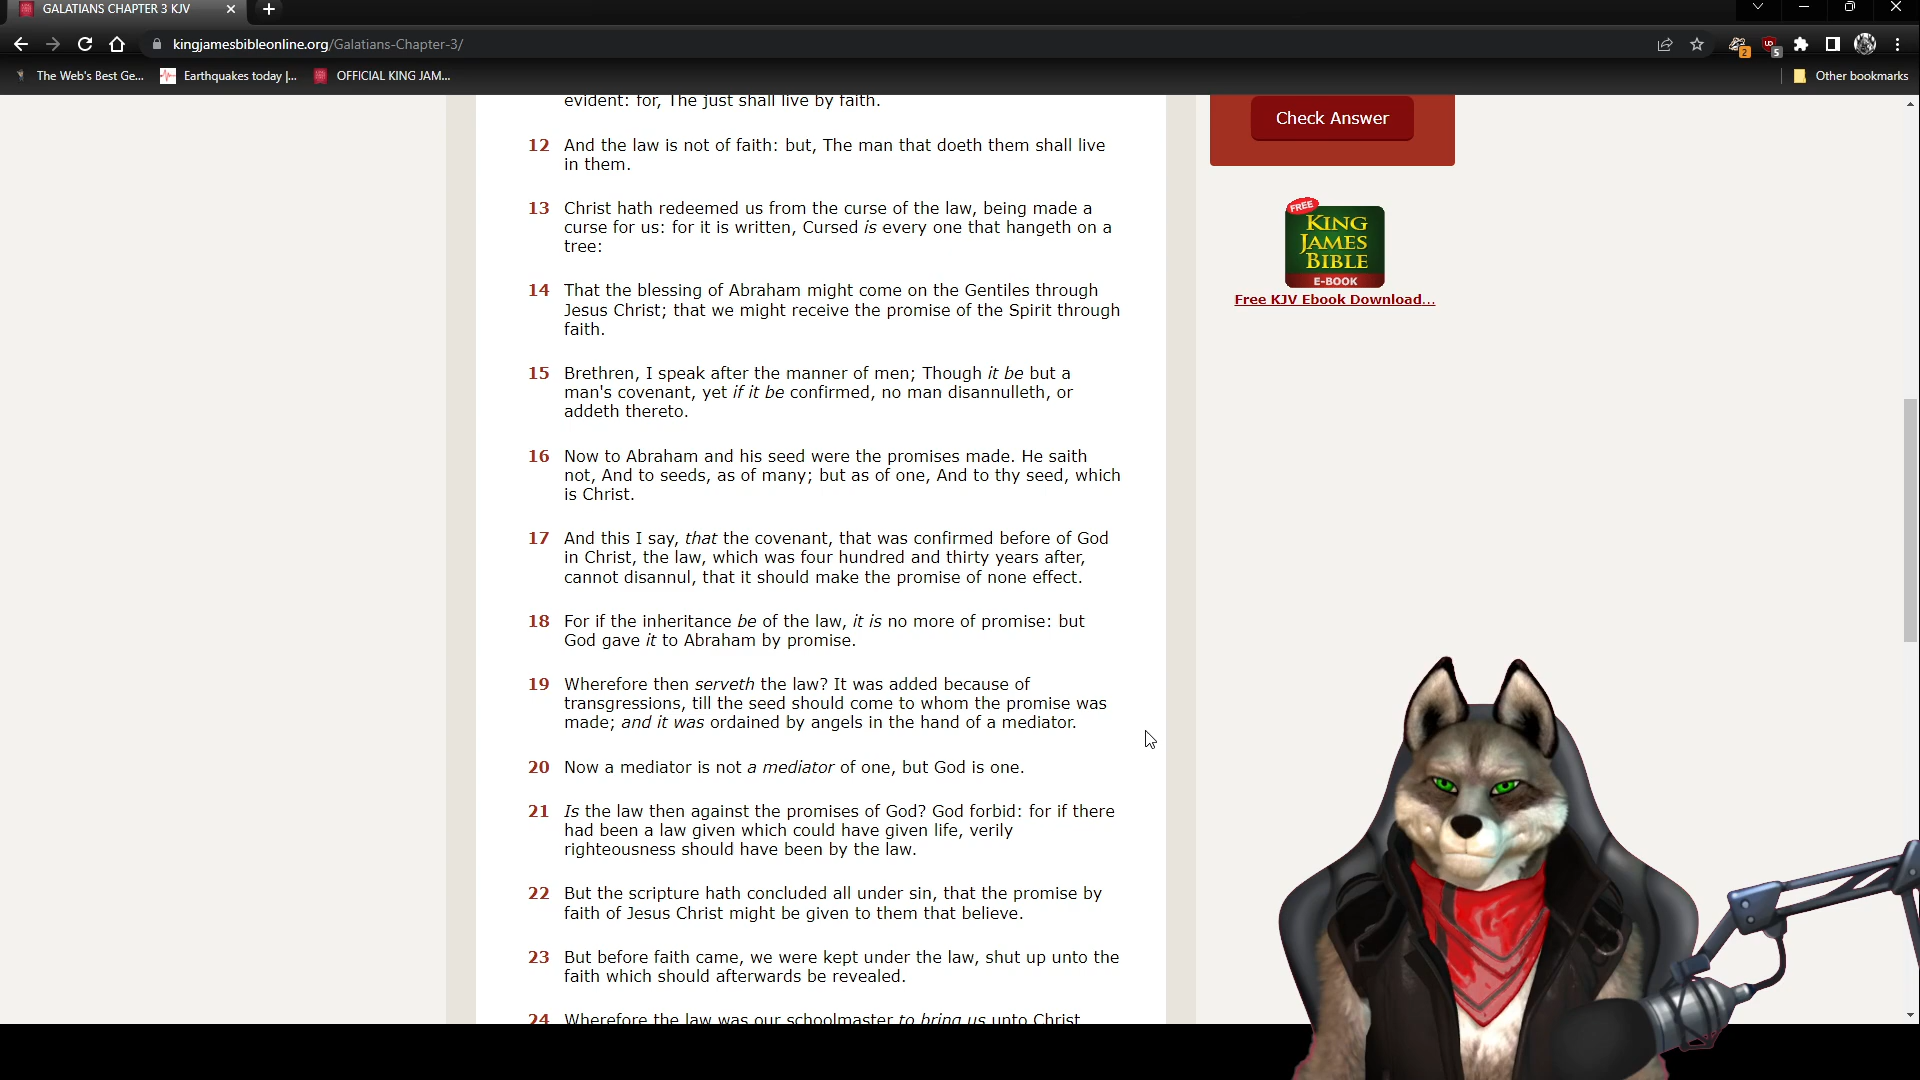 GALATIANS CHAPTER 3 KJV
kingjamesbibleonline.org/Galatians-Chapter-3/
2
UD
5
The Web's Best Ge...
Earthquakes today |...
OFFICIAL KING JAM...
Other bookmarks
evident: for, The just shall live by faith.
12 And the law is not of faith: but, The man that doeth them shall live
in them.
13 Christ hath redeemed us from the curse of the law, being made a
curse for us: for it is written, Cursed is every one that hangeth on a
tree:
14 That the blessing of Abraham might come on the Gentiles through
Jesus Christ; that we might receive the promise of the Spirit through
faith.
15 Brethren, I speak after the manner of men; Though it be but a
man's covenant, yet if it be confirmed, no man disannulleth, or
addeth thereto.
16 Now to Abraham and his seed were the promises made. He saith
not, And to seeds, as of many; but as of one, And to thy seed, which
is Christ.
17 And this I say, that the covenant, that was confirmed before of God
in Christ, the law, which was four hundred and thirty years after,
cannot disannul, that it should make the promise of none effect.
18 For if the inheritance be of the law, it is no more of promise: but
God gave it to Abraham by promise.
19 Wherefore then serveth the law? It was added because of
transgressions, till the seed should come to whom the promise was
made; and it was ordained by angels in the hand of a mediator.
20 Now a mediator is not a mediator of one, but God is one.
21 Is the law then against the promises of God? God forbid: for if there
had been a law given which could have given life, verily
righteousness should have been by the law.
22 But the scripture hath concluded all under sin, that the promise by
faith of Jesus Christ might be given to them that believe.
23 But before faith came, we were kept under the law, shut up unto the
faith which should afterwards be revealed.
24 Wherefore the law was our schoolmaster to bring us unto Christ
Check Answer
FREE
KING
JAMES
BIBLE
E-BOOK
Free KJV Ebook Download...